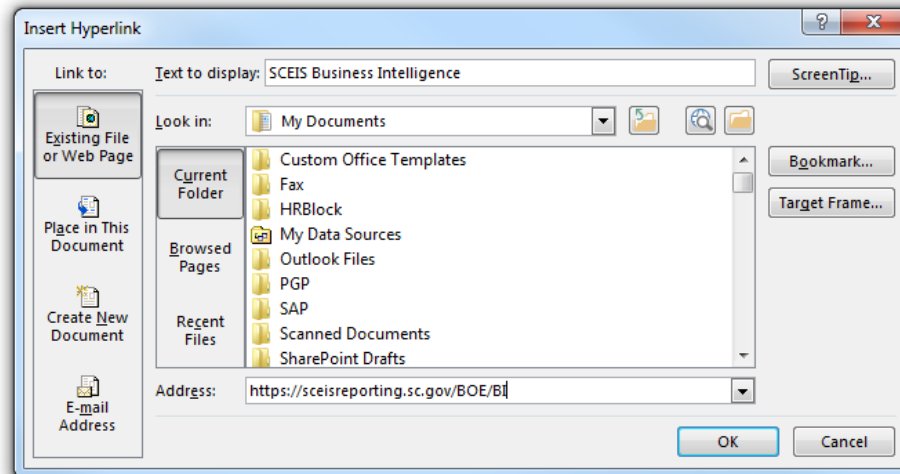 Insert Hyperlink
?
X
Link to:
Text to display: SCEIS Business Intelligence
ScreenTip...
Existing File
or Web Page
Look in: My Documents
Current
Folder
Custom Office Templates
Fax
HRBlock
My Data Sources
Outlook Files
PGP
SAP
Scanned Documents
SharePoint Drafts
Bookmark...
Target Frame...
Place in This
Document
Browsed
Pages
Create New
Document
Recent
Files
E-mail
Address
Address: https://sceisreporting.sc.gov/BOE/BI
OK
Cancel